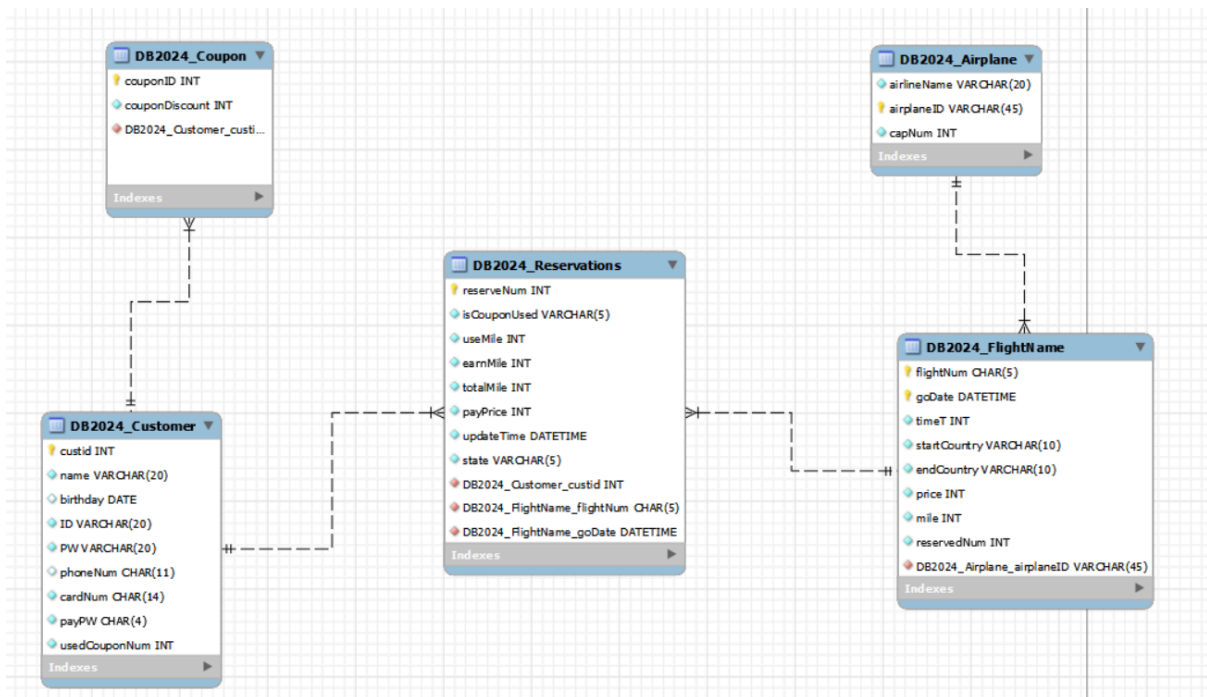 DB2024_Coupon
couponID INT
couponDiscount INT
DB2024_Customer_custi...
Indexes
DB2024_Airplane
airlineName VARCHAR(20)
airplaneID VARCHAR(45)
capNum INT
Indexes
DB2024_Reservations
reserveNum INT
isCouponUsed VARCHAR(5)
useMile INT
earnMile INT
totalMile INT
payPrice INT
updateTime DATETIME
state VARCHAR(5)
DB2024_Customer_custid INT
DB2024_FlightName_flightNum CHAR(5)
DB2024_FlightName_goDate DATETIME
Indexes
DB2024_FlightName
flightNum CHAR(5)
goDate DATETIME
timeT INT
startCountry VARCHAR(10)
endCountry VARCHAR(10)
price INT
mile INT
reservedNum INT
DB2024_Airplane_airplaneID VARCHAR(45)
Indexes
DB2024_Customer
custid INT
name VARCHAR(20)
birthday DATE
ID VARCHAR(20)
PW VARCHAR(20)
phoneNum CHAR(11)
cardNum CHAR(14)
payPW CHAR(4)
usedCouponNum INT
Indexes